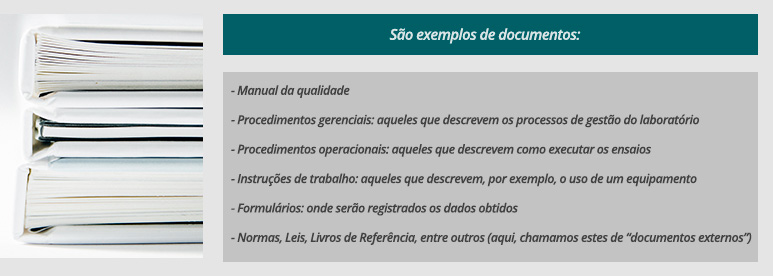 São exemplos de documentos:
- Manual da qualidade
- Procedimentos gerenciais: aqueles que descrevem os processos de gestão do laboratório
- Procedimentos operacionais: aqueles que descrevem como executar os ensaios
- Instruções de trabalho: aqueles que descrevem, por exemplo, o uso de um equipamento
- Formulários: onde serão registrados os dados obtidos
- Normas, Leis, Livros de Referência, entre outros (aqui, chamamos estes de “documentos externos”)